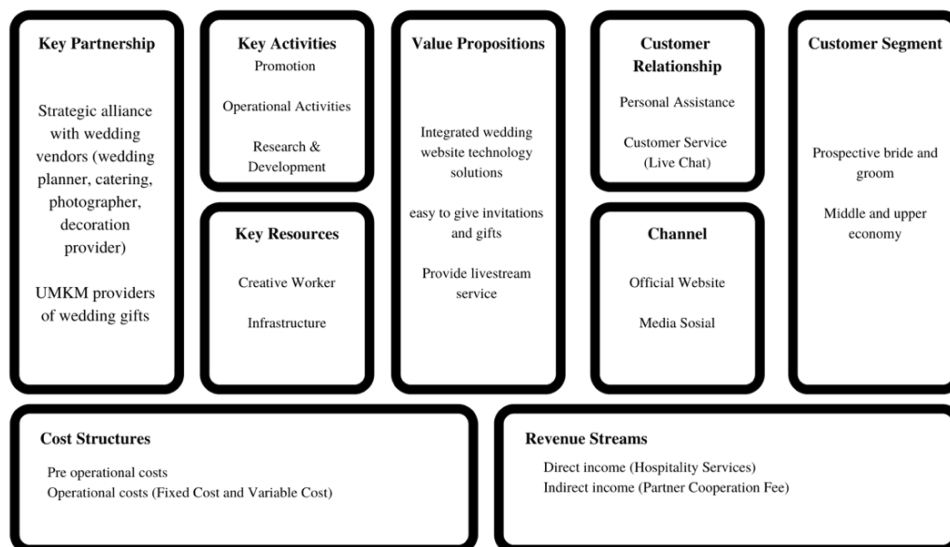 Key Partnership
Strategic alliance
with wedding
vendors (wedding
planner, catering,
photographer,
decoration
provider)
UMKM providers
of wedding gifts
Key Activities
Promotion
Operational Activities
Research &
Development
Key Resources
Creative Worker
Infrastructure
Value Propositions
Integrated wedding
website technology
solutions
easy to give invitations
and gifts
Provide livestream
service
Customer
Relationship
Personal Assistance
Customer Service
(Live Chat)
Channel
Official Website
Media Sosial
Customer Segment
Prospective bride and
groom
Middle and upper
economy
Cost Structures
Pre operational costs
Operational costs (Fixed Cost and Variable Cost)
Revenue Streams
Direct income (Hospitality Services)
Indirect income (Partner Cooperation Fee)